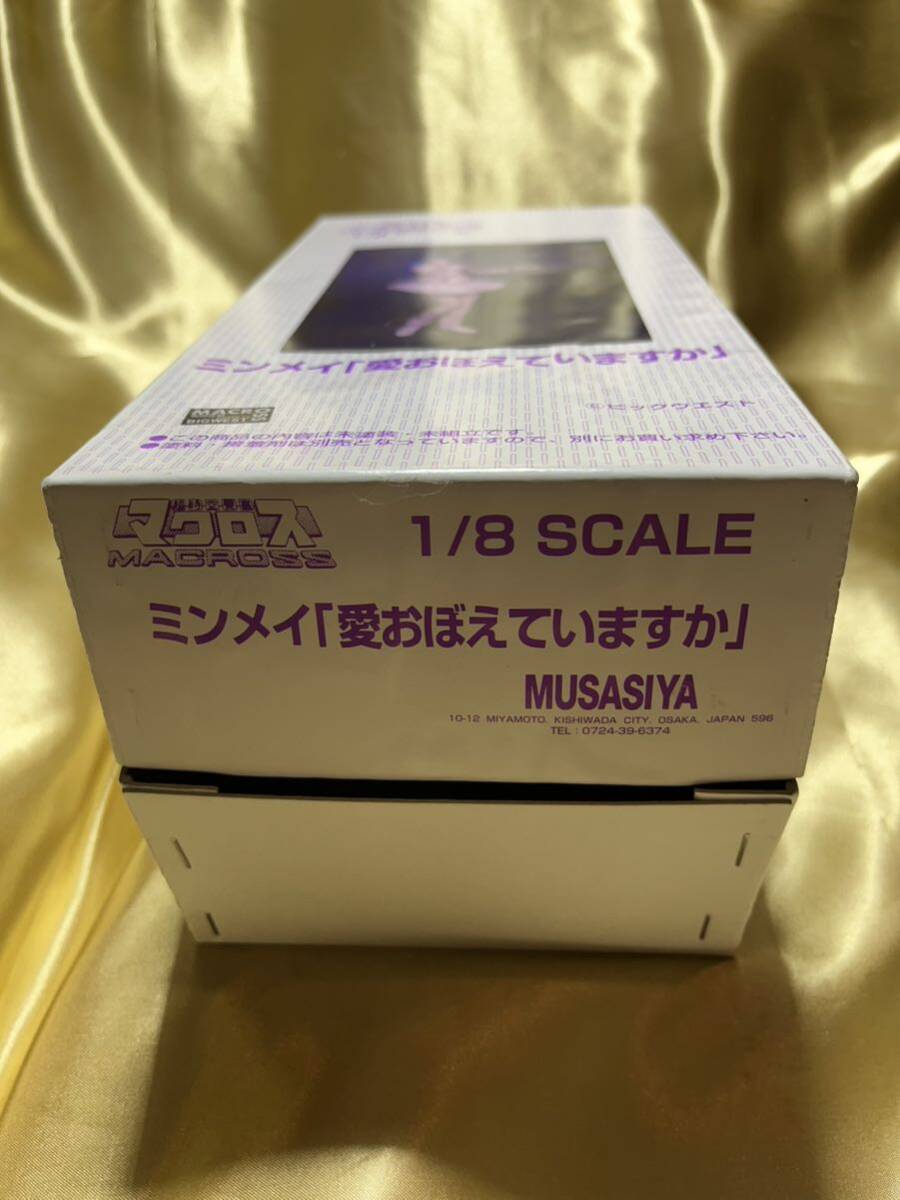 ミンメイ「愛おぼえていますか」
©ビックウエスト
MACROSS
BIGWEST
●この商品の内容は未塗装・未組立です。
●塗料・接着剤は別売となっていますので、別にお買い求め下さい。
超時空要塞
マクロス
MACROSS
1/8 SCALE
ミンメイ「愛おぼえていますか」
MUSASIYA
10-12 MIYAMOTO. KISHIWADA CITY. OSAKA. JAPAN 596
TEL:0724-39-6374